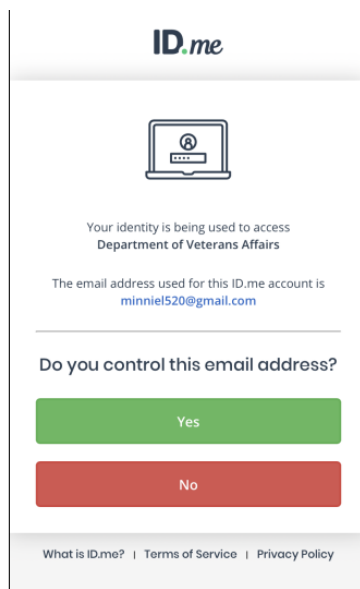 ID.me
Your identity is being used to access
Department of Veterans Affairs
The email address used for this ID.me account is
minniel520@gmail.com
Do you control this email address?
Yes
No
What is ID.me? | Terms of Service | Privacy Policy